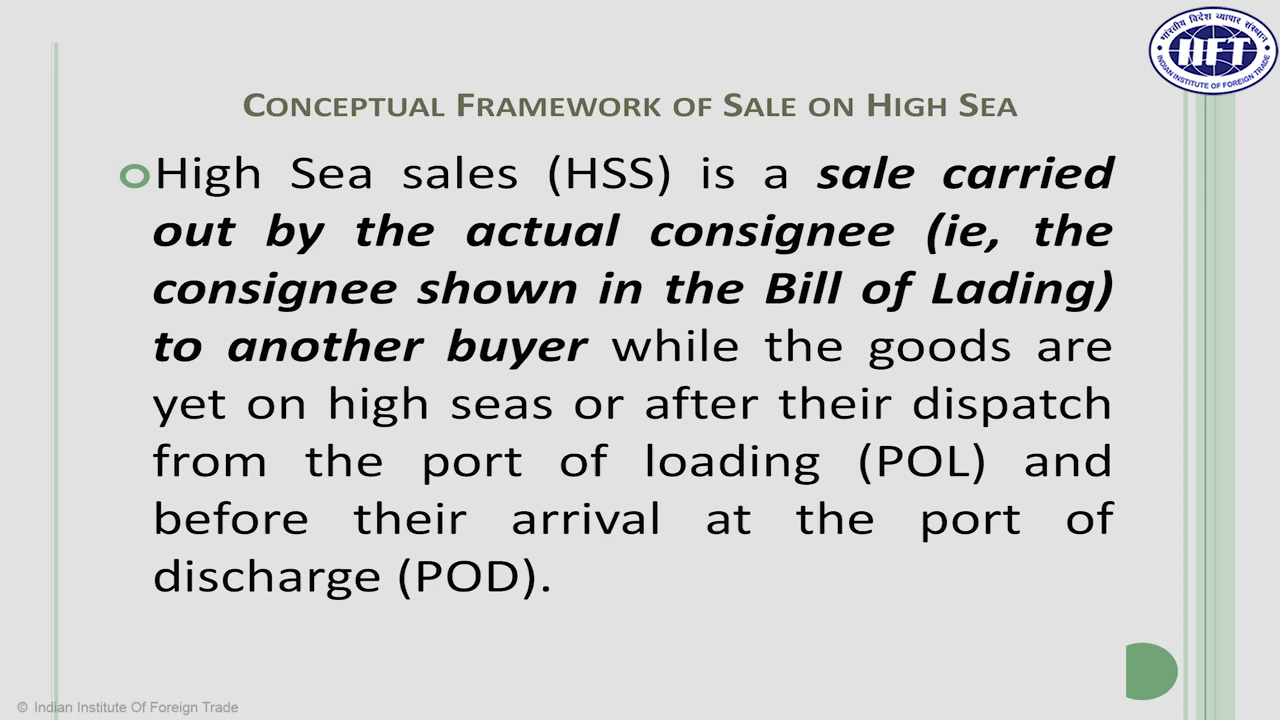 भारतीय विदेश व्यापार संस्थान
IIFT
INDIAN INSTITUTE OF FOREIGN TRADE
CONCEPTUAL FRAMEWORK OF SALE ON HIGH SEA
High Sea sales (HSS) is a sale carried
out by the actual consignee (ie, the
consignee shown in the Bill of Lading)
to another buyer while the goods are
yet on high seas or after their dispatch
from the port of loading (POL) and
before their arrival at the port of
discharge (POD).
© Indian Institute Of Foreign Trade